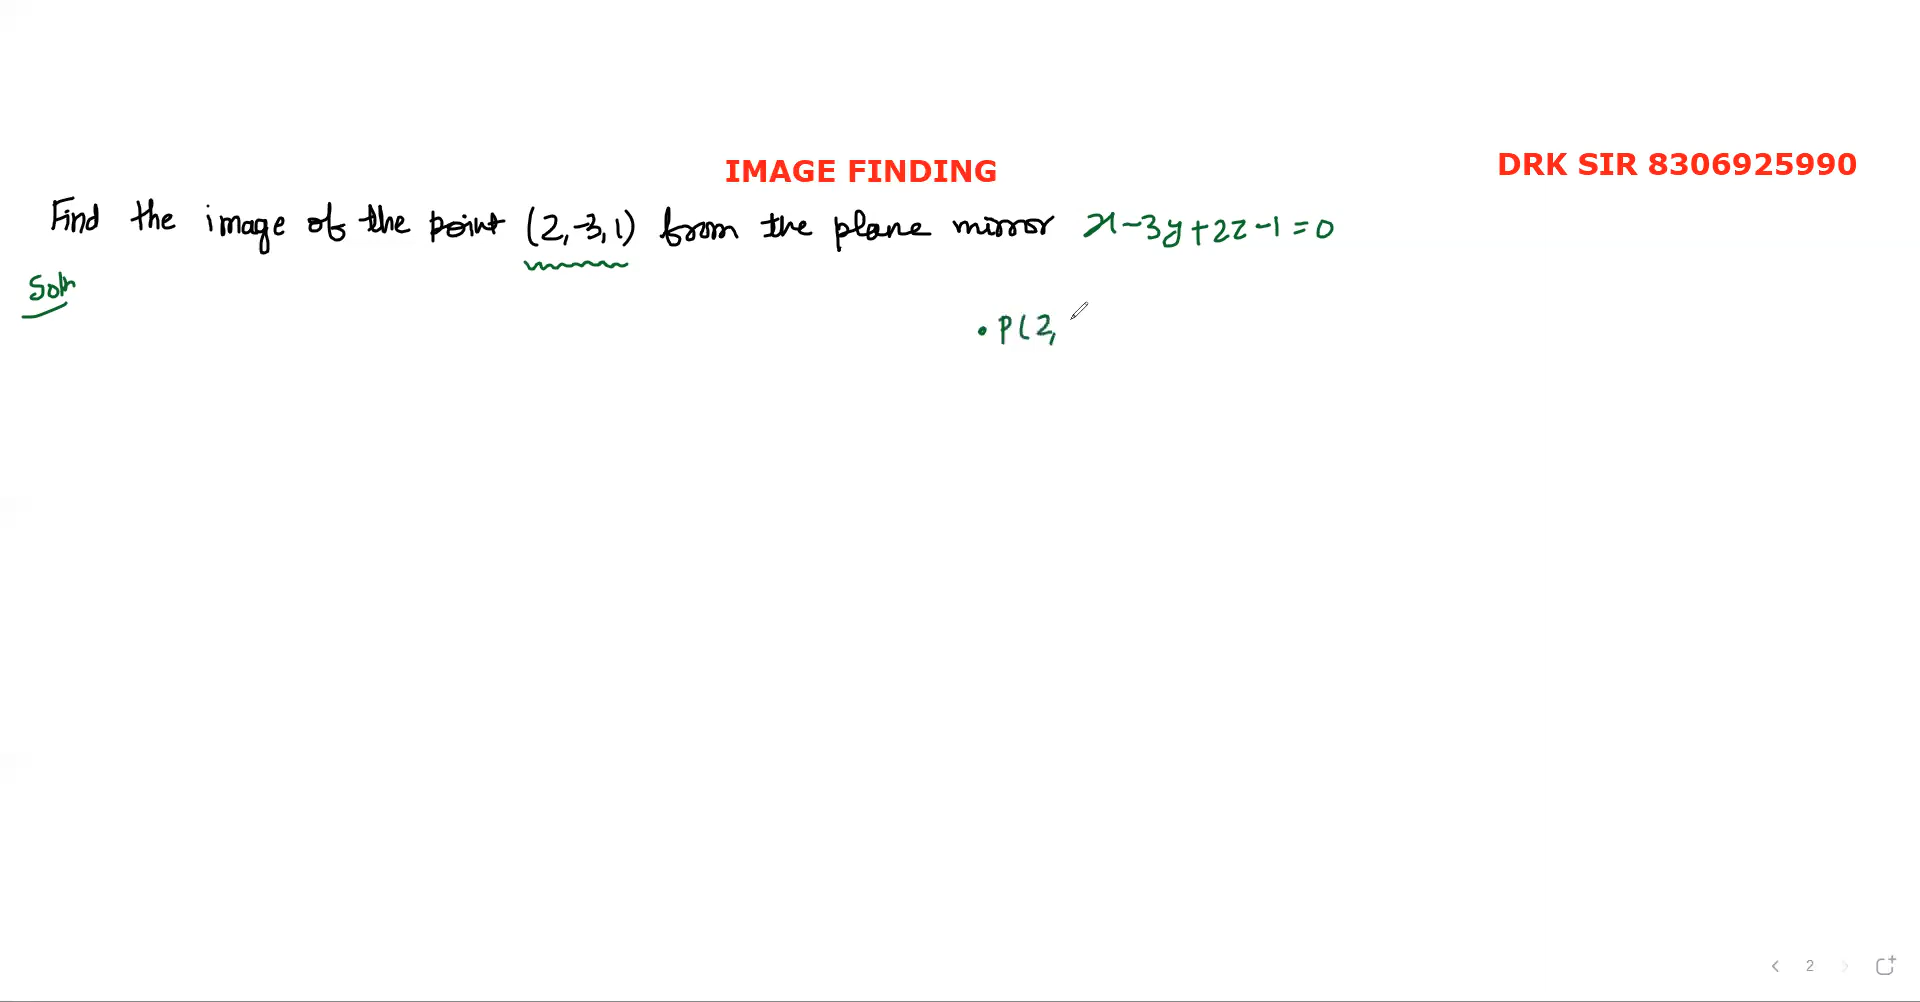 IMAGE FINDING
DRK SIR 8306925990
Find the image of the point (2,-3,1) from the plane mirror x-3y+2z-1=0
Soln
.P(2,
2